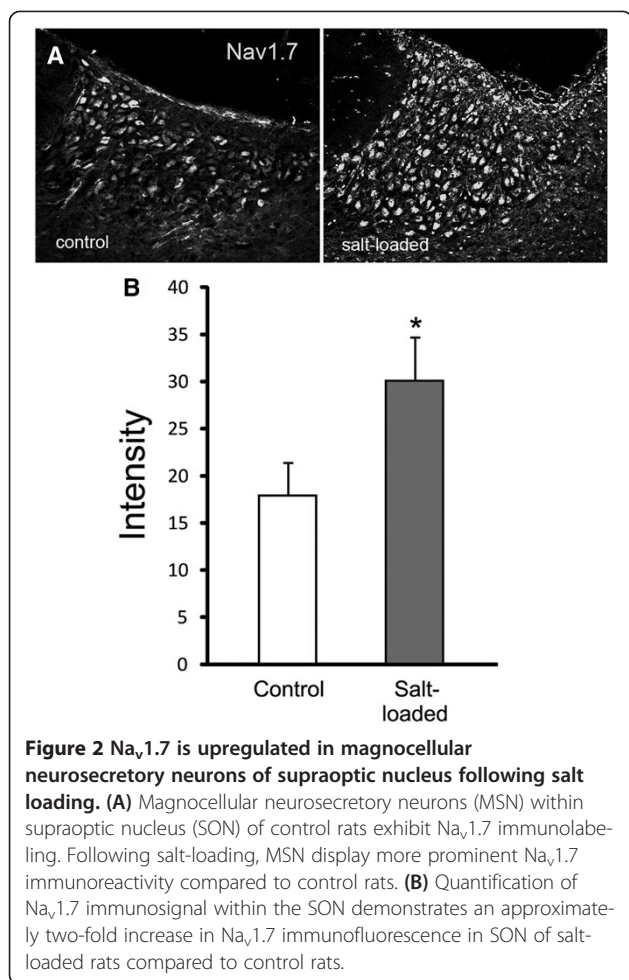 A
Nav1.7
control
salt-loaded
B
40
35
30
25
20
15
10
5
0
Intensity
*
Control
Salt-
loaded
Figure 2 Naᵥ1.7 is upregulated in magnocellular
neurosecretory neurons of supraoptic nucleus following salt
loading. (A) Magnocellular neurosecretory neurons (MSN) within
supraoptic nucleus (SON) of control rats exhibit Naᵥ1.7 immunolabe-
ling. Following salt-loading, MSN display more prominent Naᵥ1.7
immunoreactivity compared to control rats. (B) Quantification of
Naᵥ1.7 immunosignal within the SON demonstrates an approximate-
ly two-fold increase in Naᵥ1.7 immunofluorescence in SON of salt-
loaded rats compared to control rats.